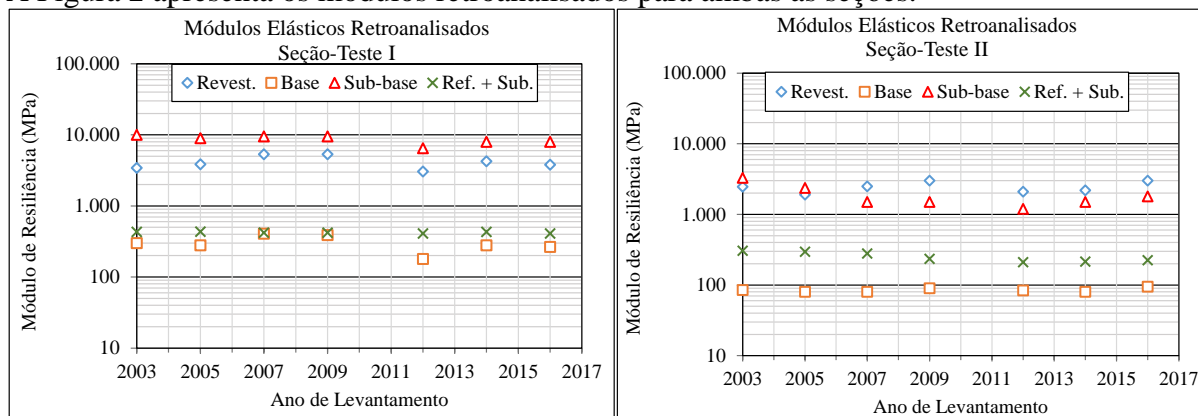 A Figura 2 apresenta os módulos retroanalisados para ambas as seções.
Módulos Elásticos Retroanalisados
Seção-Teste I
Revest. Base Sub-base Ref. + Sub.
Módulo de Resiliência (MPa)
100.000
10.000
1.000
100
10
2003 2005 2007 2009 2011 2013 2015 2017
Ano de Levantamento
Módulos Elásticos Retroanalisados
Seção-Teste II
Revest. Base Sub-base Ref. + Sub.
Módulo de Resiliência (MPa)
100.000
10.000
1.000
100
10
2003 2005 2007 2009 2011 2013 2015 2017
Ano de Levantamento